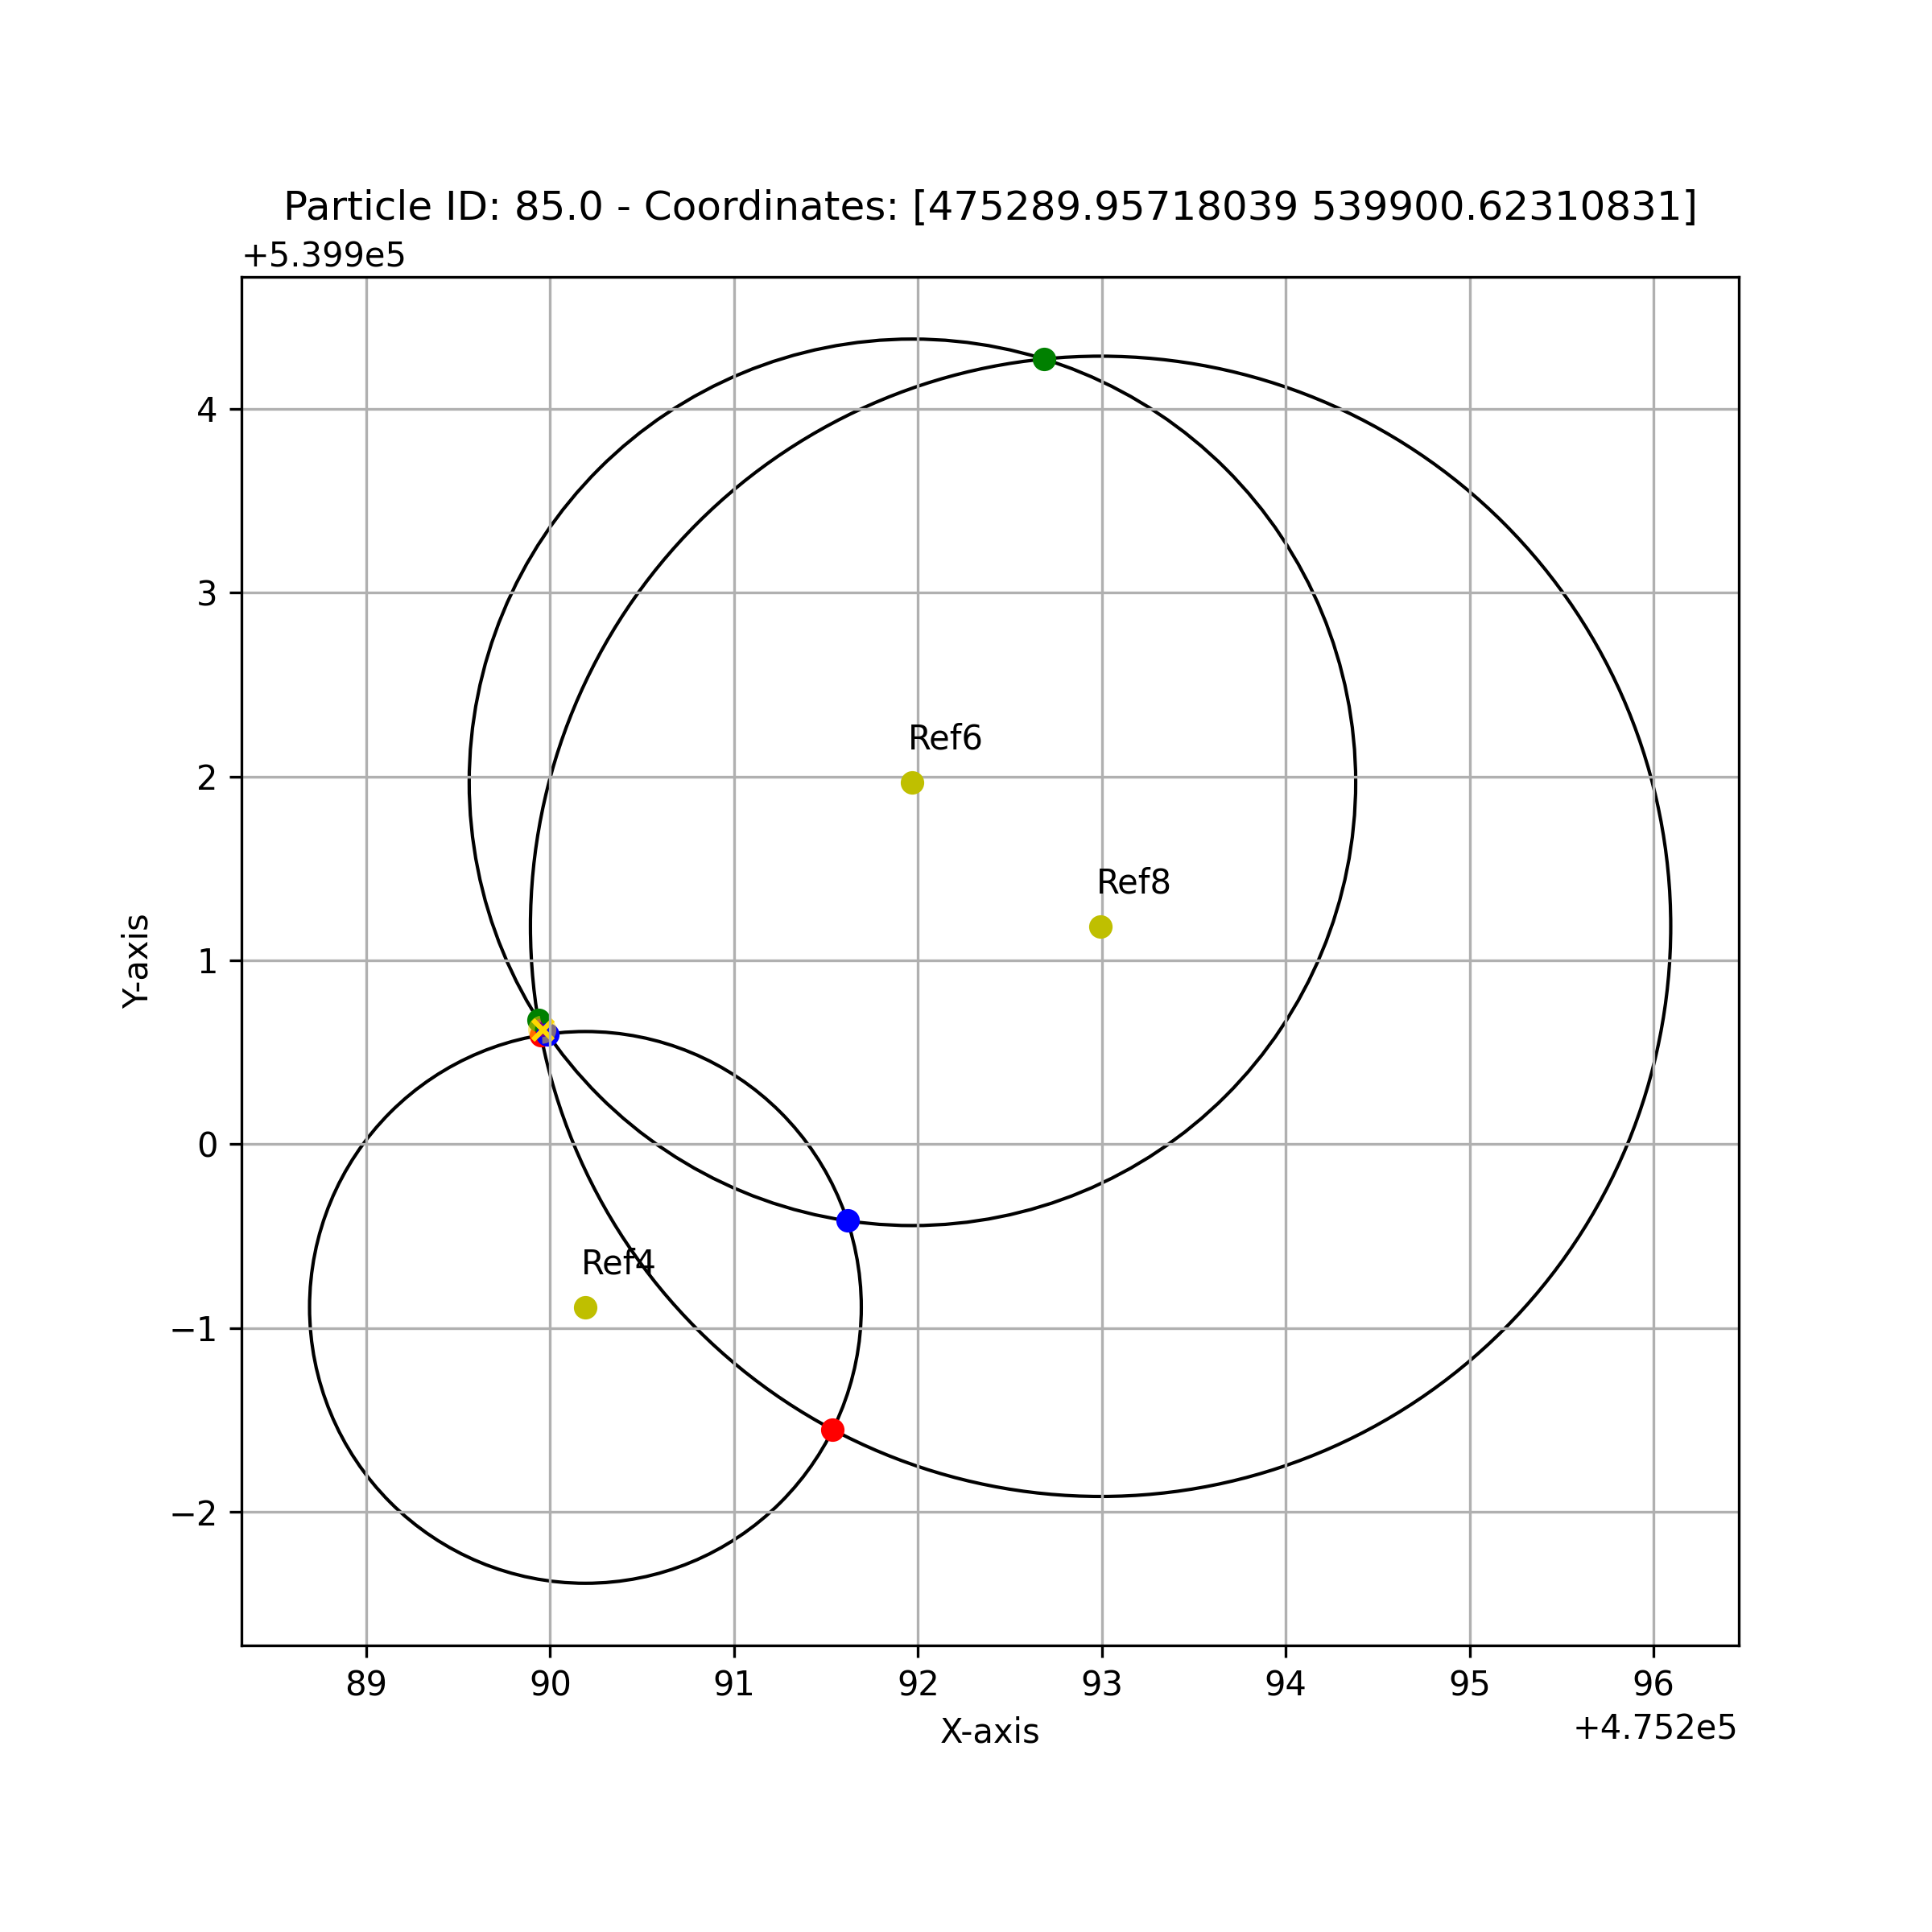 Particle ID: 85.0 - Coordinates: [475289.95718039 539900.62310831]
+5.399e5
4
3
2
1
0
−1
−2
Y-axis
Ref6
Ref8
Ref4
89 90 91 92 93 94 95 96
X-axis
+4.752e5